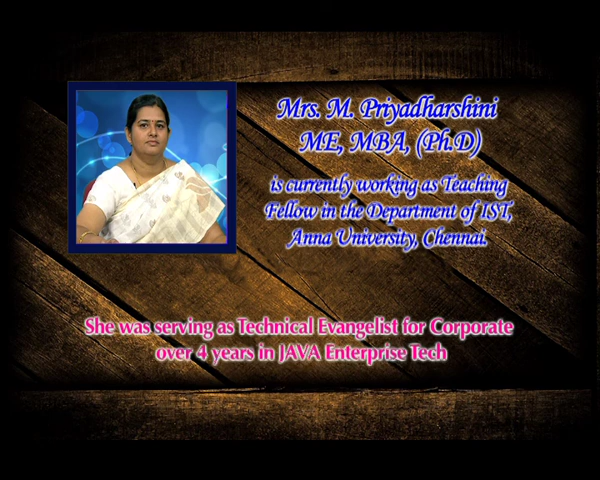 Mrs. M. Priyadharshini
ME, MBA, (Ph.D)
is currently working as Teaching
Fellow in the Department of IST,
Anna University, Chennai.
She was serving as Technical Evangelist for Corporate
over 4 years in JAVA Enterprise Tech